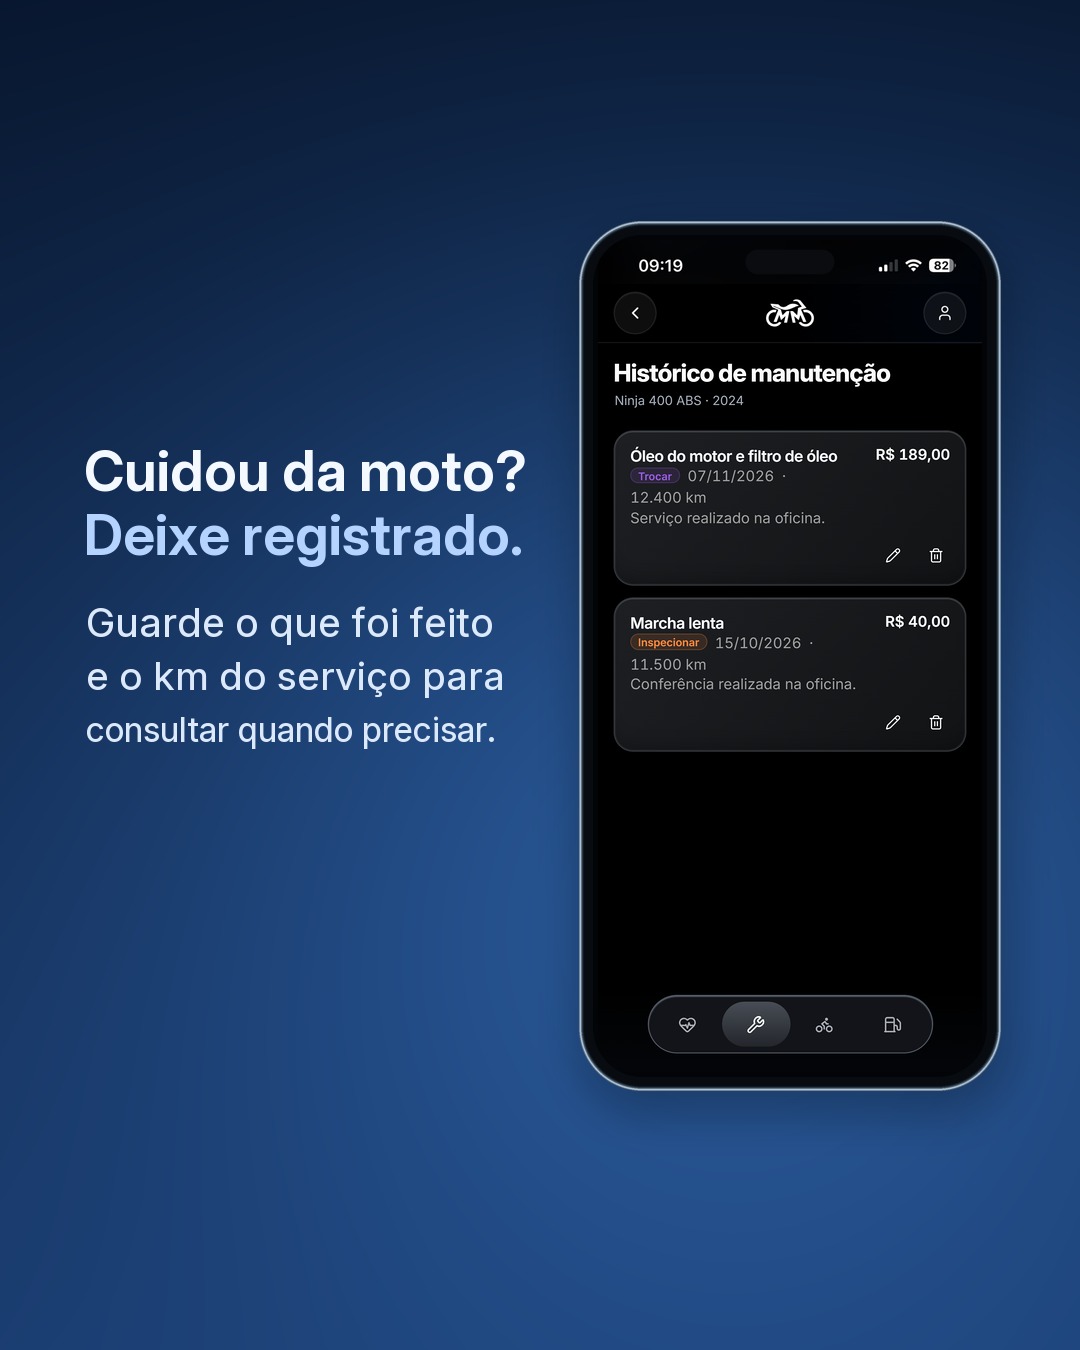 Cuidou da moto?
Deixe registrado.
Guarde o que foi feito
e o km do serviço para
consultar quando precisar.
09:19
82
MM
Histórico de manutenção
Ninja 400 ABS · 2024
Óleo do motor e filtro de óleo R$ 189,00
Trocar 07/11/2026 ·
12.400 km
Serviço realizado na oficina.
Marcha lenta R$ 40,00
Inspecionar 15/10/2026 ·
11.500 km
Conferência realizada na oficina.